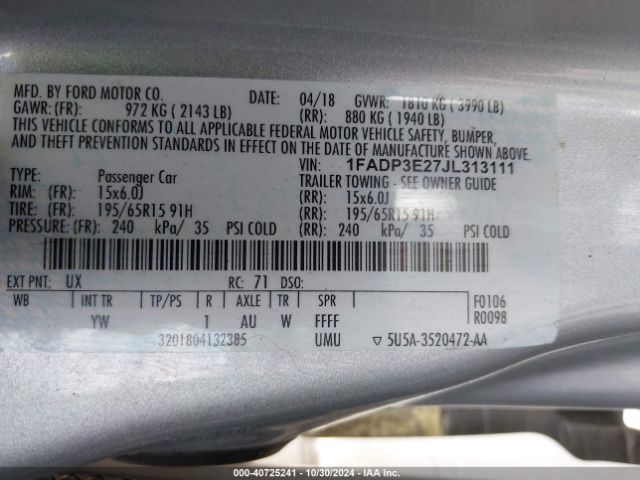 MFD. BY FORD MOTOR CO. DATE: 04/18 GVWR: 1810 KG ( 3990 LB)
GAWR: (FR): 972 KG ( 2143 LB) (RR): 880 KG ( 1940 LB)
THIS VEHICLE CONFORMS TO ALL APPLICABLE FEDERAL MOTOR VEHICLE SAFETY, BUMPER,
AND THEFT PREVENTION STANDARDS IN EFFECT ON THE DATE OF MANUFACTURE SHOWN ABOVE.
VIN: 1FADP3E27JL313111
TYPE: Passenger Car TRAILER TOWING - SEE OWNER GUIDE
RIM: (FR): 15x6.0J (RR): 15x6.0J
TIRE: (FR): 195/65R15 91H (RR): 195/65R15 91H
PRESSURE: (FR): 240 kPa/ 35 PSI COLD (RR): 240 kPa/ 35 PSI COLD
EXT PNT: UX RC: 71 DSO:
WB INT TR TP/PS R AXLE TR SPR F0106
YW 1 AU W FFFF R0098
3201804132385 UMU ▽ 5U5A-3520472-AA
000-40725241 - 10/30/2024 - IAA Inc.